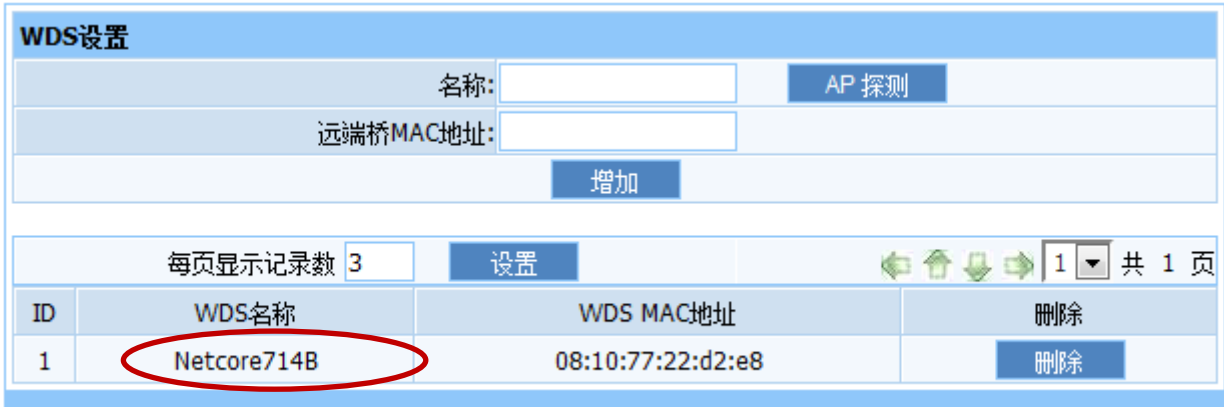 WDS设置
名称: AP 探测
远端桥MAC地址:
增加
每页显示记录数 3 设置 1 共 1 页
ID WDS名称 WDS MAC地址 删除
1 Netcore714B 08:10:77:22:d2:e8 删除